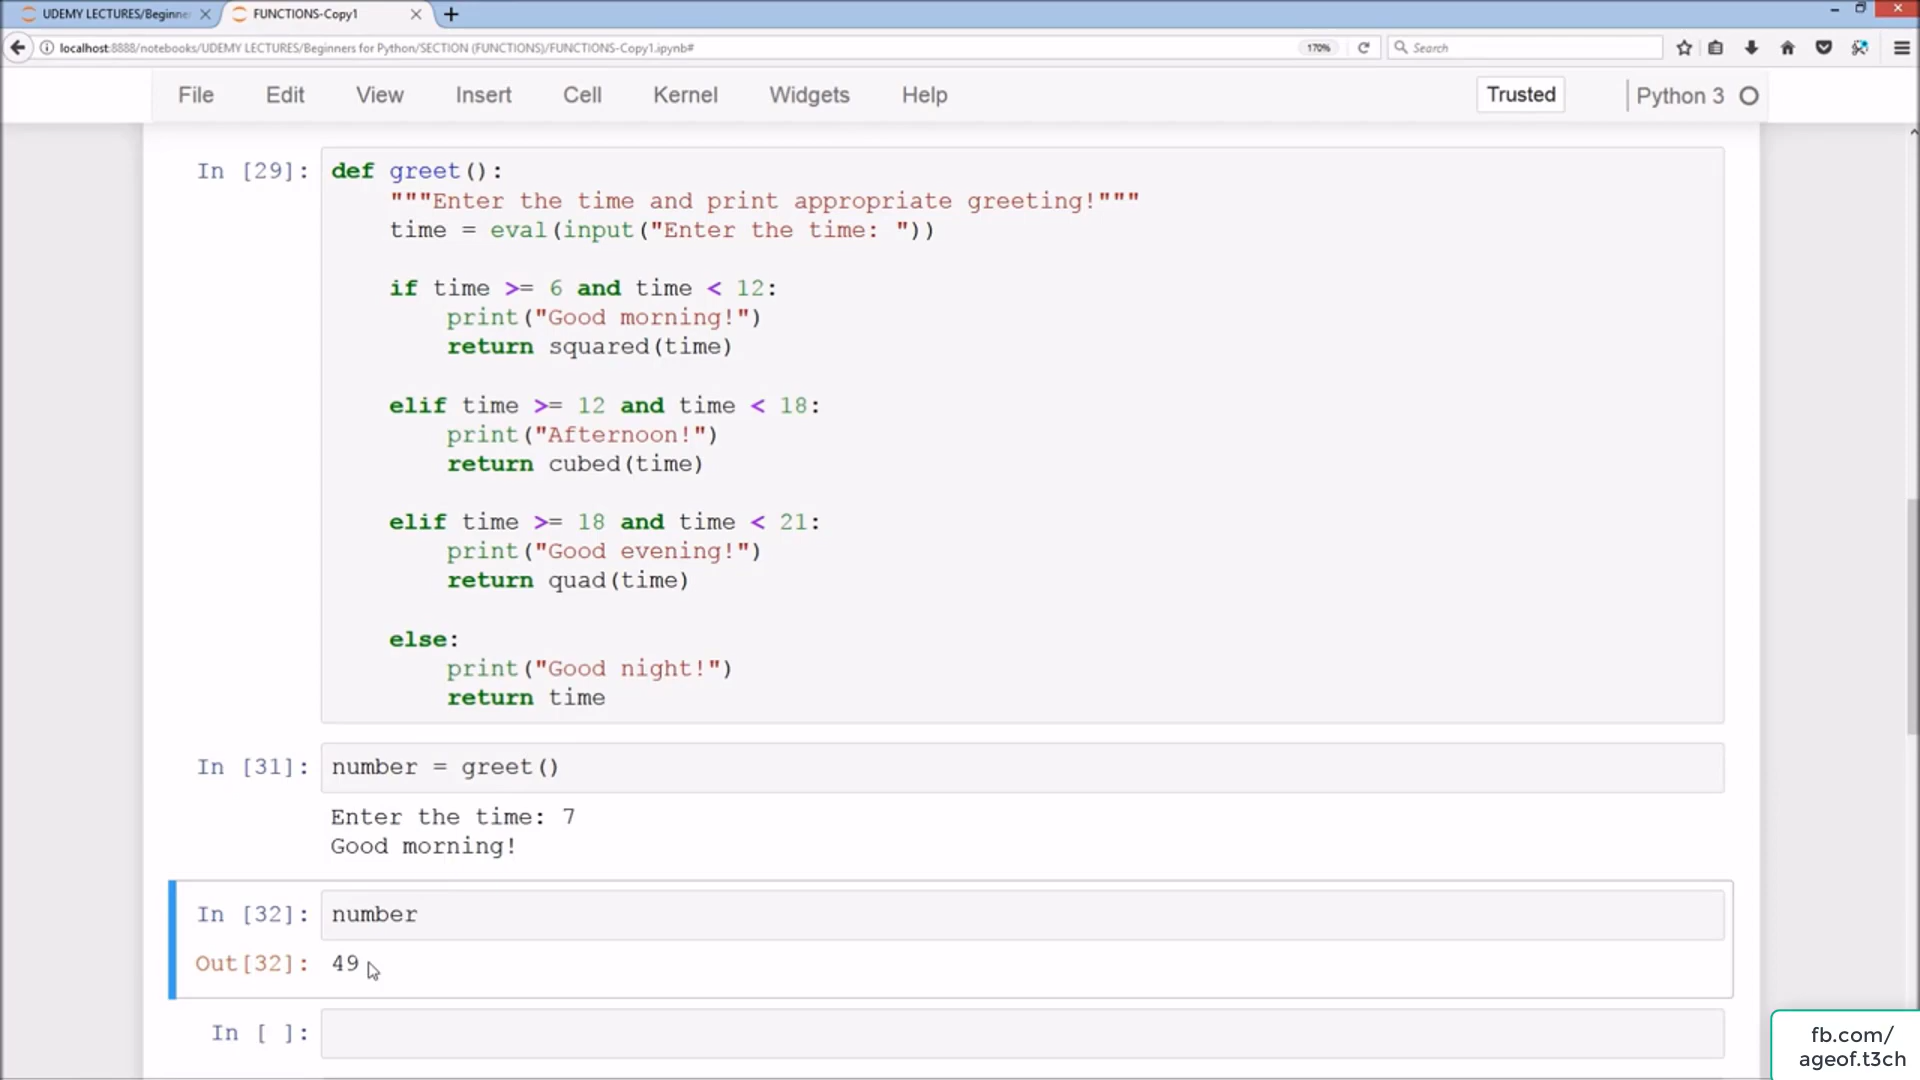 UDEMY LECTURES/Beginne
FUNCTIONS-Copy1
localhost:8888/notebooks/UDEMY LECTURES/Beginners for Python/SECTION (FUNCTIONS)/FUNCTIONS-Copy1.ipynb#
170%
Search
File Edit View Insert Cell Kernel Widgets Help
Trusted
Python 3
In [29]: def greet():
"""Enter the time and print appropriate greeting!"""
time = eval(input("Enter the time: "))
if time >= 6 and time < 12:
print("Good morning!")
return squared(time)
elif time >= 12 and time < 18:
print("Afternoon!")
return cubed(time)
elif time >= 18 and time < 21:
print("Good evening!")
return quad(time)
else:
print("Good night!")
return time
In [31]: number = greet()
Enter the time: 7
Good morning!
In [32]: number
Out[32]: 49
In [ ]:
fb.com/
ageof.t3ch